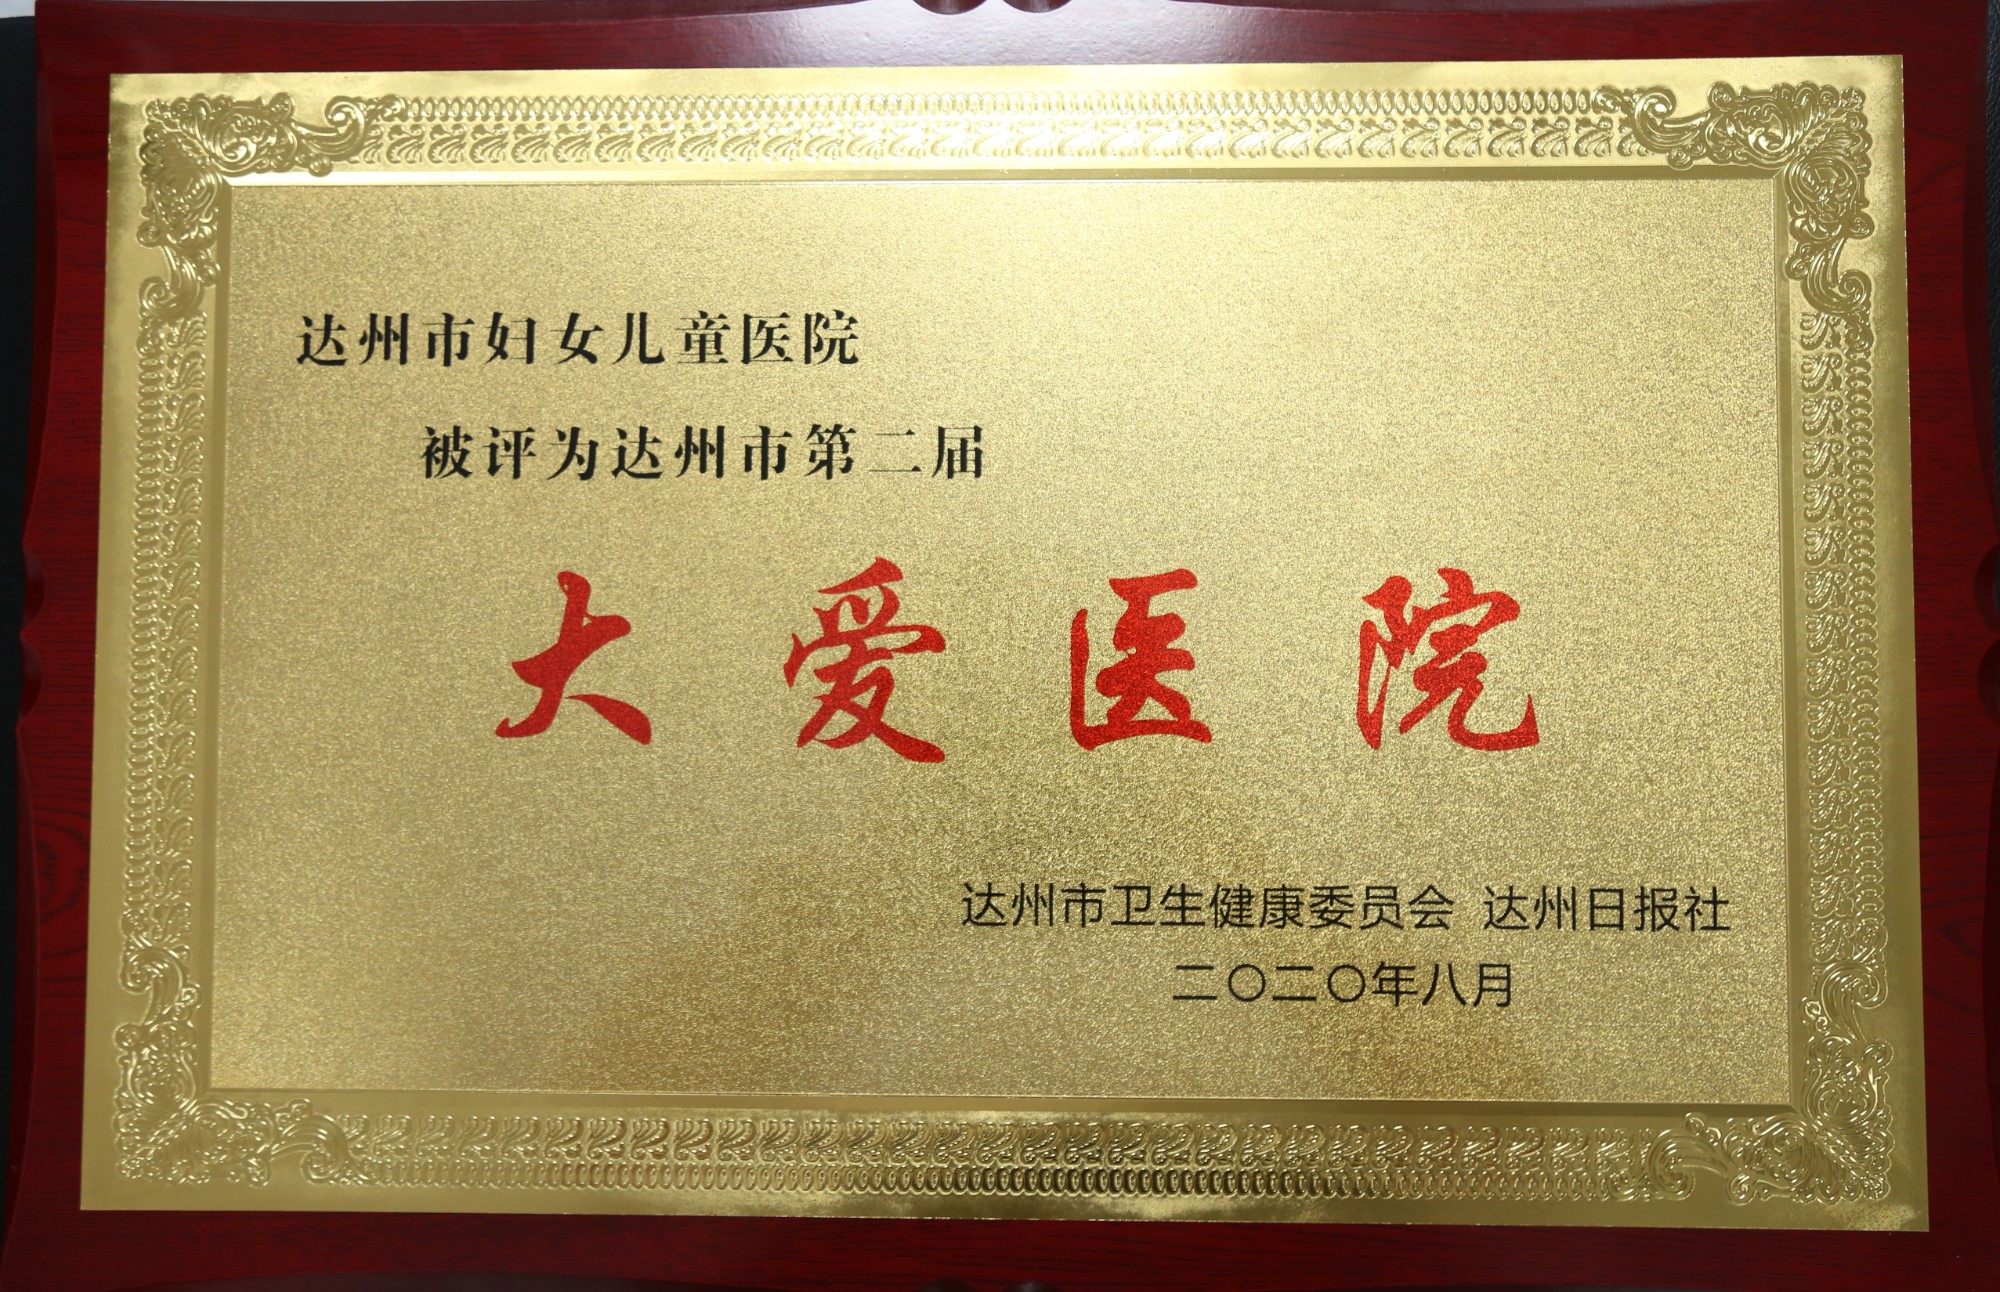 达州市妇女儿童医院
被评为达州市第二届
大爱医院
达州市卫生健康委员会 达州日报社
二〇二〇年八月